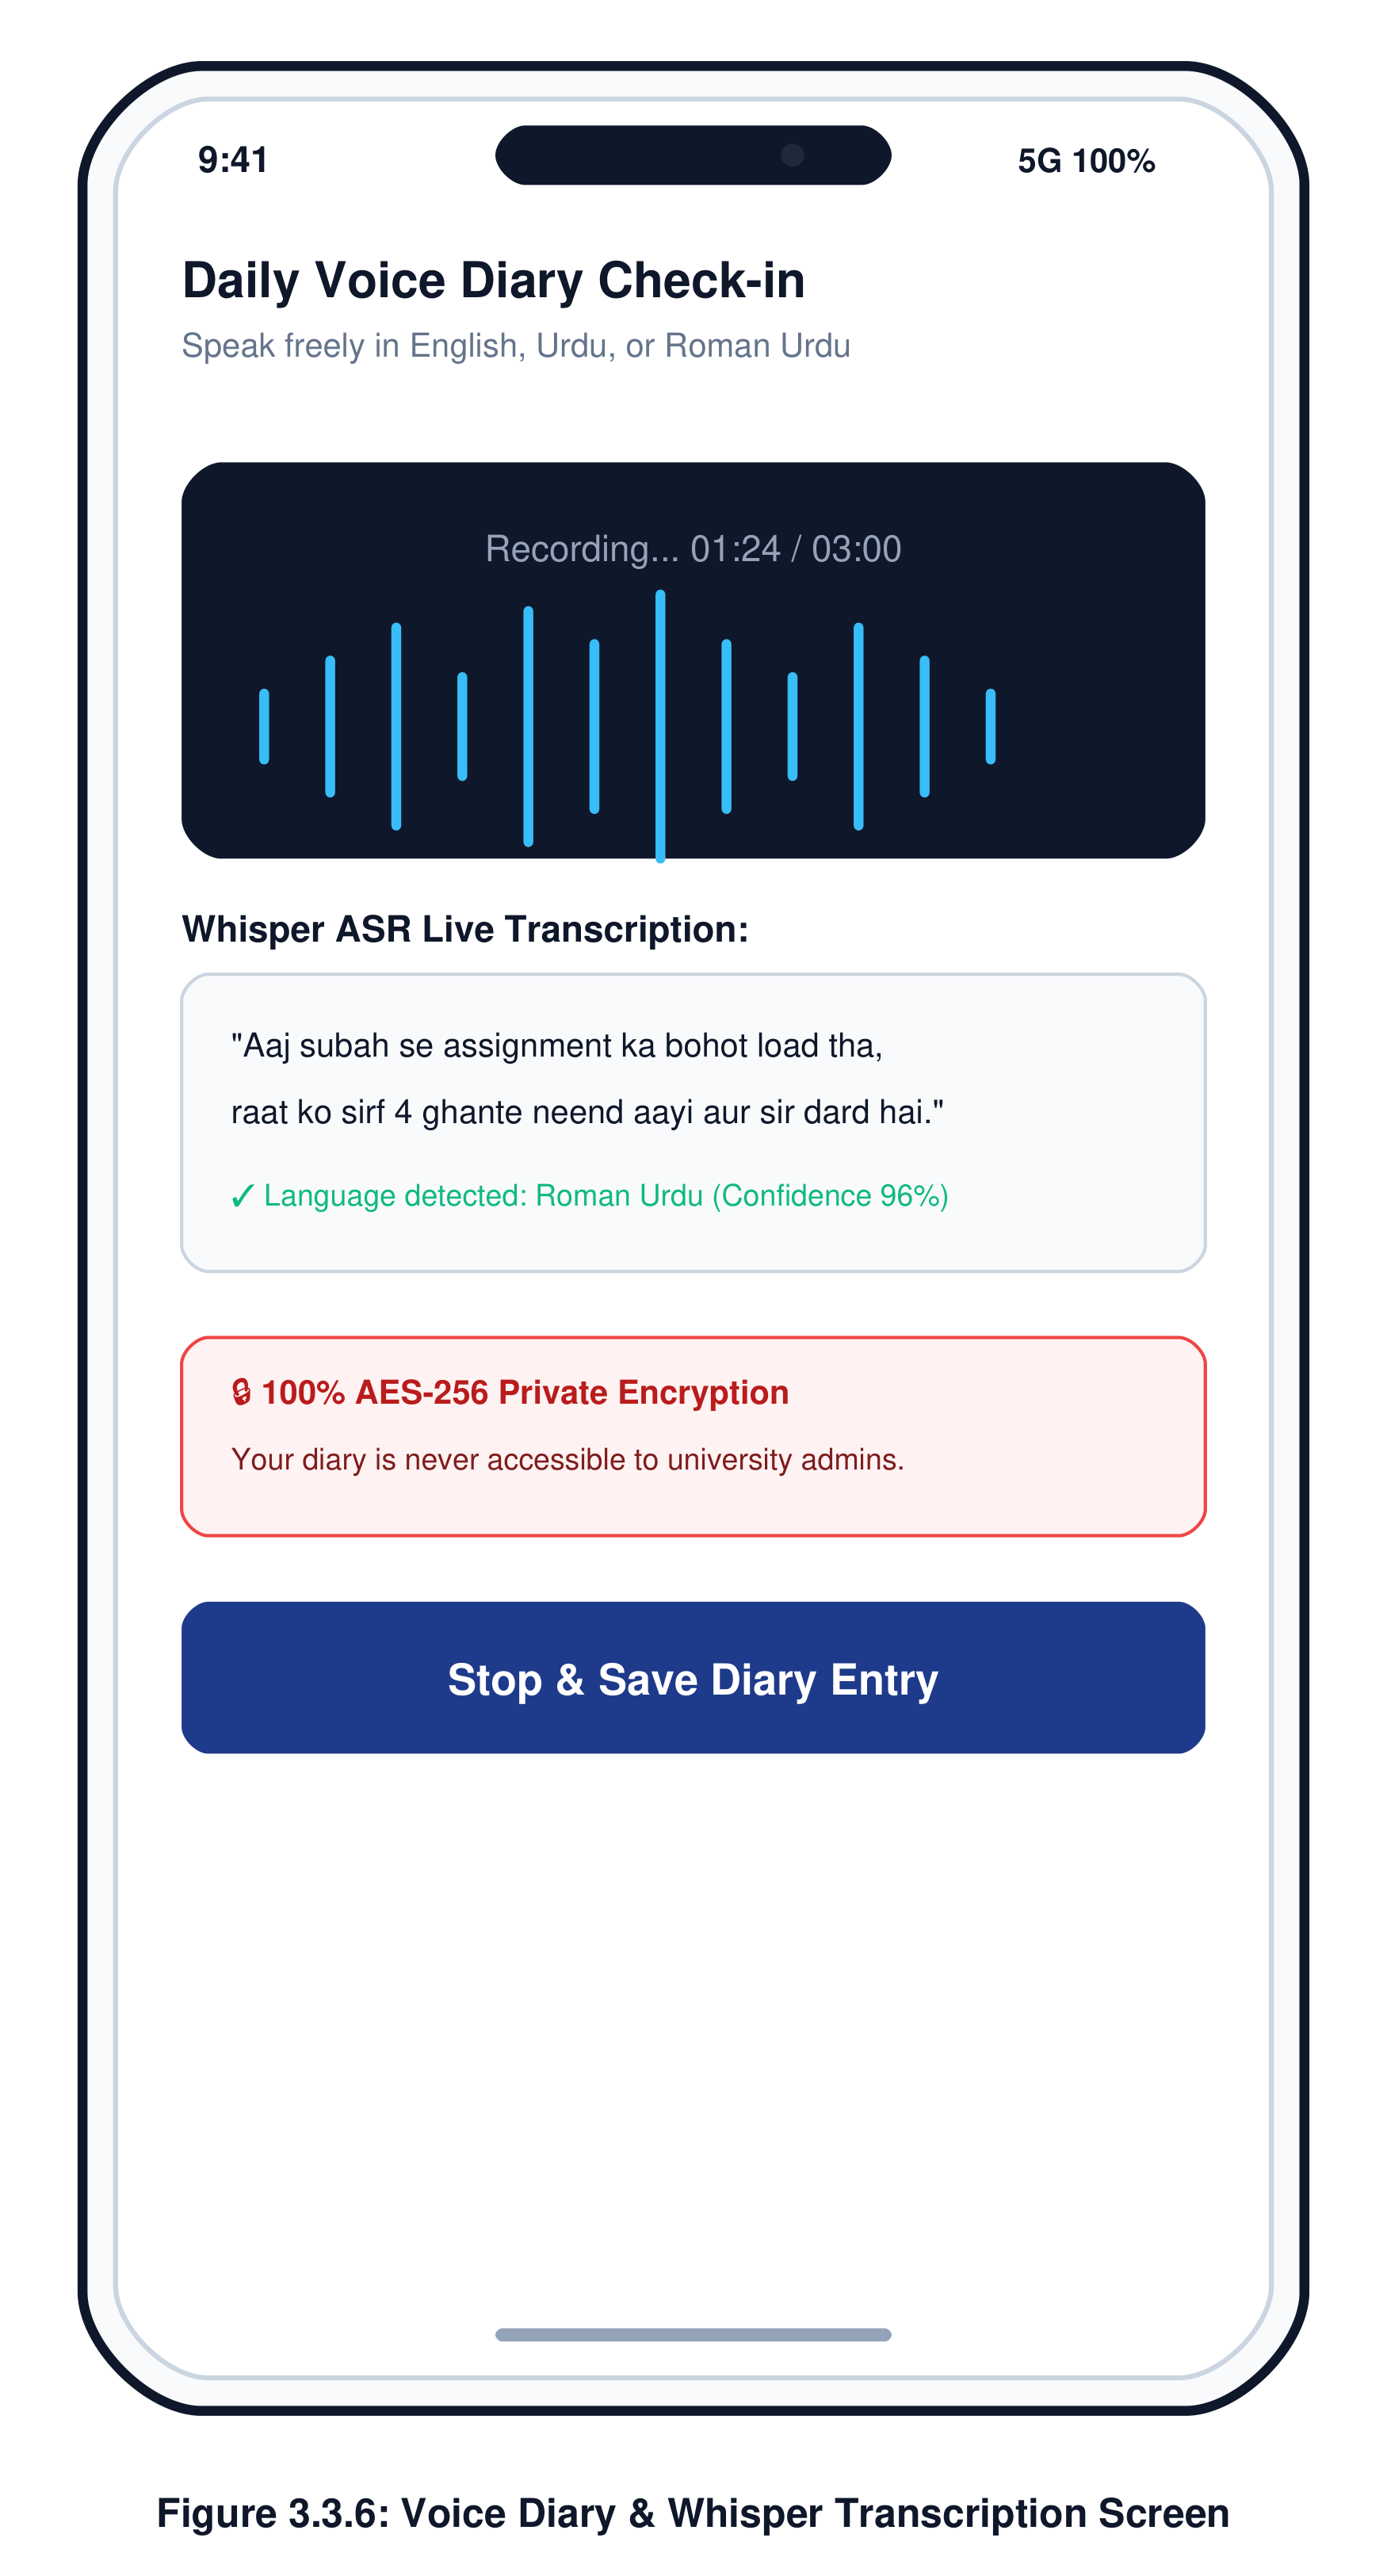 9:41
5G 100%
Daily Voice Diary Check-in
Speak freely in English, Urdu, or Roman Urdu
Recording... 01:24 / 03:00
Whisper ASR Live Transcription:
"Aaj subah se assignment ka bohot load tha,
raat ko sirf 4 ghante neend aayi aur sir dard hai."
✓ Language detected: Roman Urdu (Confidence 96%)
🔒 100% AES-256 Private Encryption
Your diary is never accessible to university admins.
Stop & Save Diary Entry
Figure 3.3.6: Voice Diary & Whisper Transcription Screen